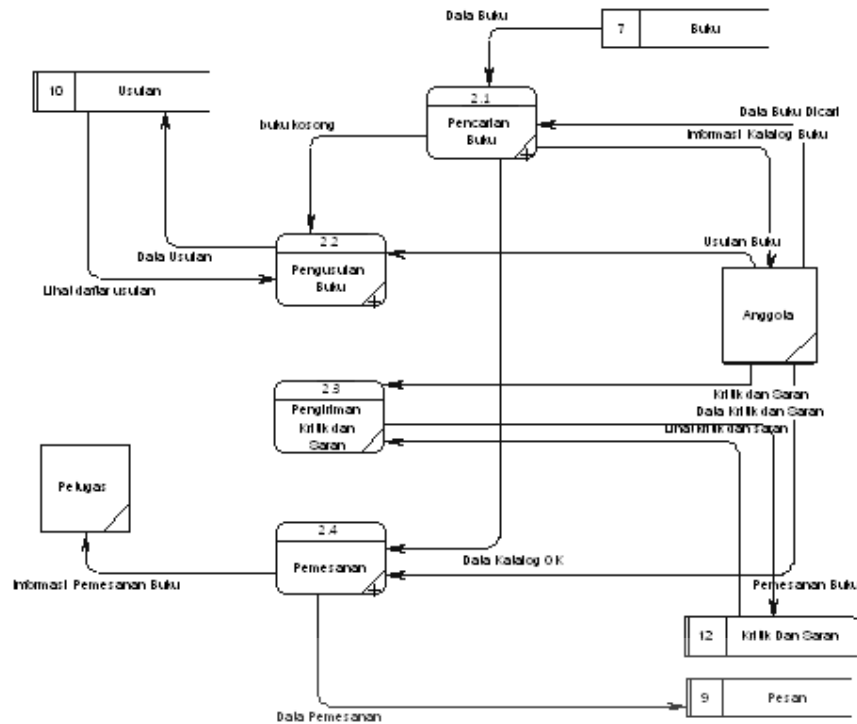 Data Buku
7 Buku
10 Usulan
2.1
Pencarian
Buku
Data Buku Dicari
buku kosong
Informasi Katalog Buku
2.2
Pengusulan
Buku
Usulan Buku
Data Usulan
Lihat daftar usulan
Anggota
2.3
Pengiriman
Kritik dan
Saran
Kritik dan Saran
Data Kritik dan Saran
Lihat kritik dan saran
Petugas
2.4
Pemesanan
Data Katalog OK
Informasi Pemesanan Buku
Pemesanan Buku
12 Kritik Dan Saran
9 Pesan
Data Pemesanan